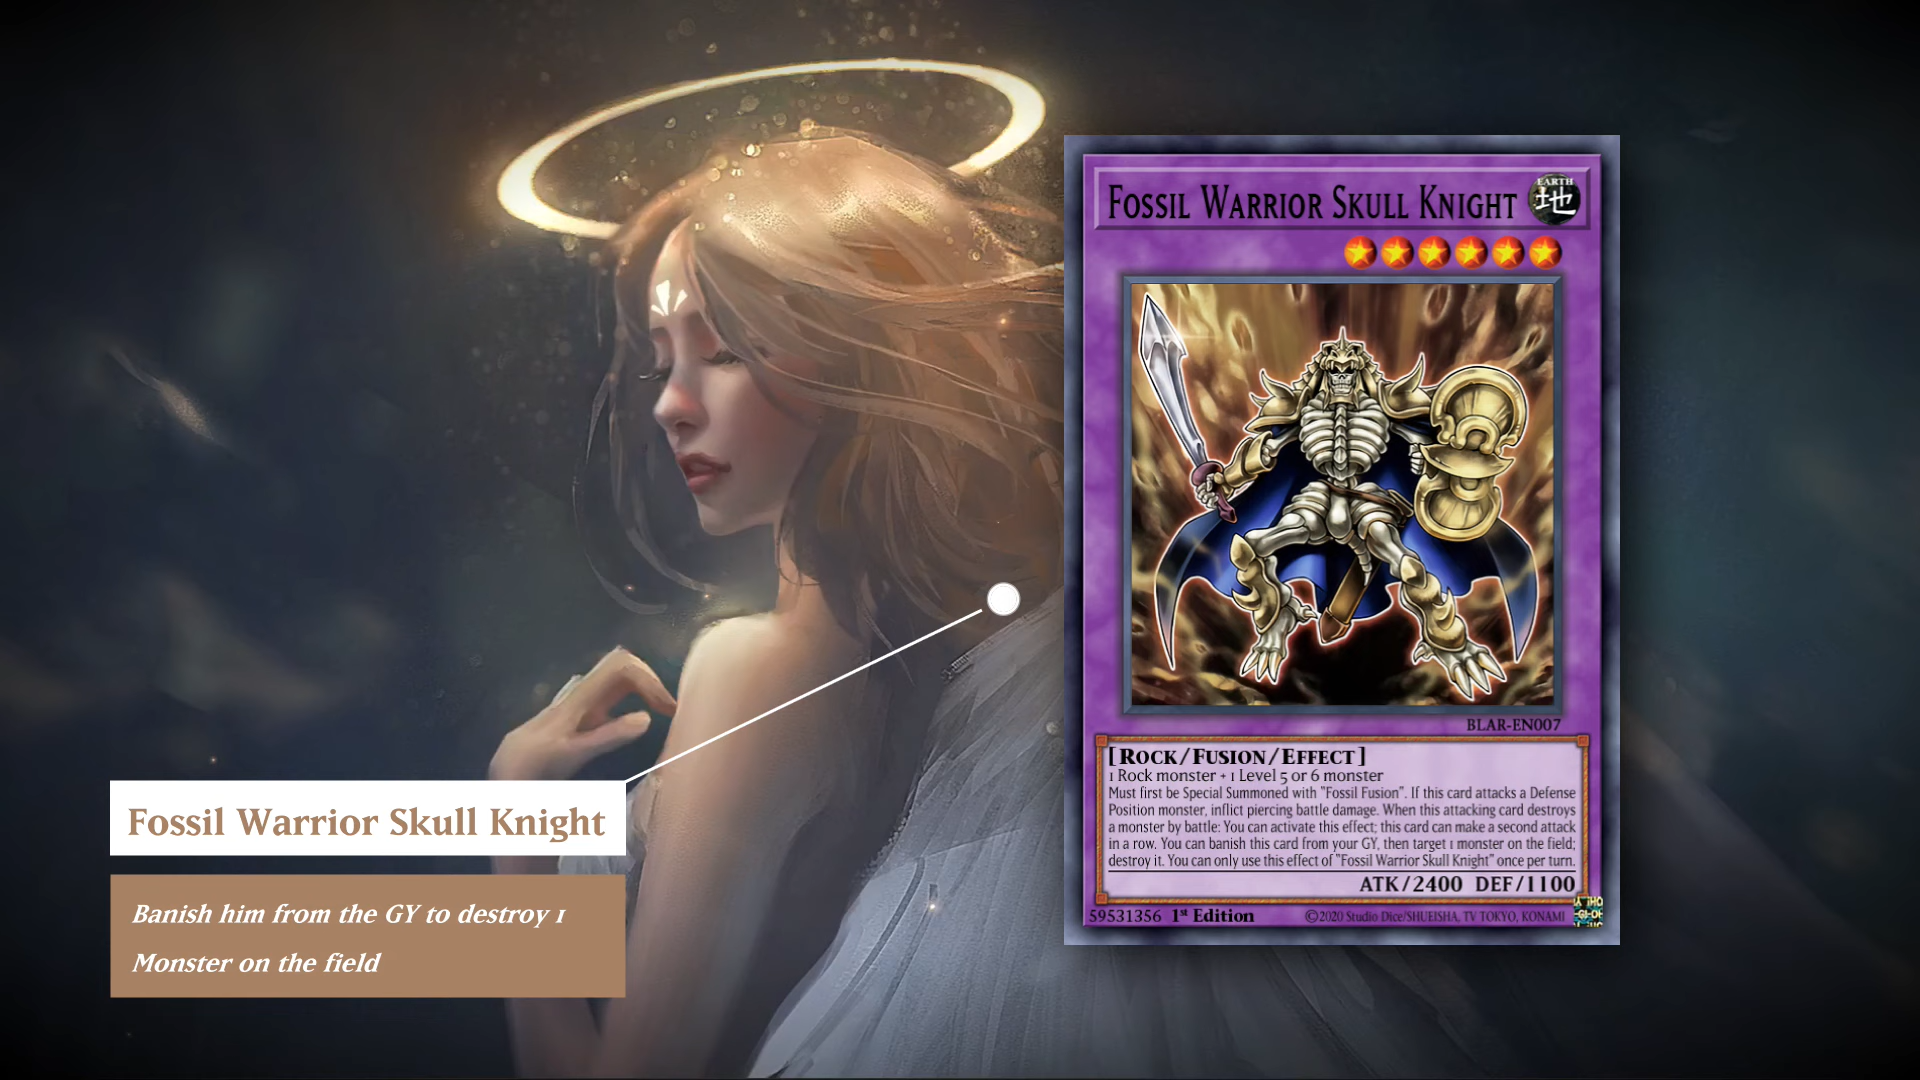 Fossil Warrior Skull Knight
EARTH
地
BLAR-EN007
[Rock/Fusion/Effect]
1 Rock monster + 1 Level 5 or 6 monster
Must first be Special Summoned with "Fossil Fusion". If this card attacks a Defense
Position monster, inflict piercing battle damage. When this attacking card destroys
a monster by battle: You can activate this effect; this card can make a second attack
in a row. You can banish this card from your GY, then target 1 monster on the field;
destroy it. You can only use this effect of "Fossil Warrior Skull Knight" once per turn.
ATK/2400 DEF/1100
59531356 1st Edition ©2020 Studio Dice/SHUEISHA, TV TOKYO, KONAMI
Fossil Warrior Skull Knight
Banish him from the GY to destroy 1
Monster on the field